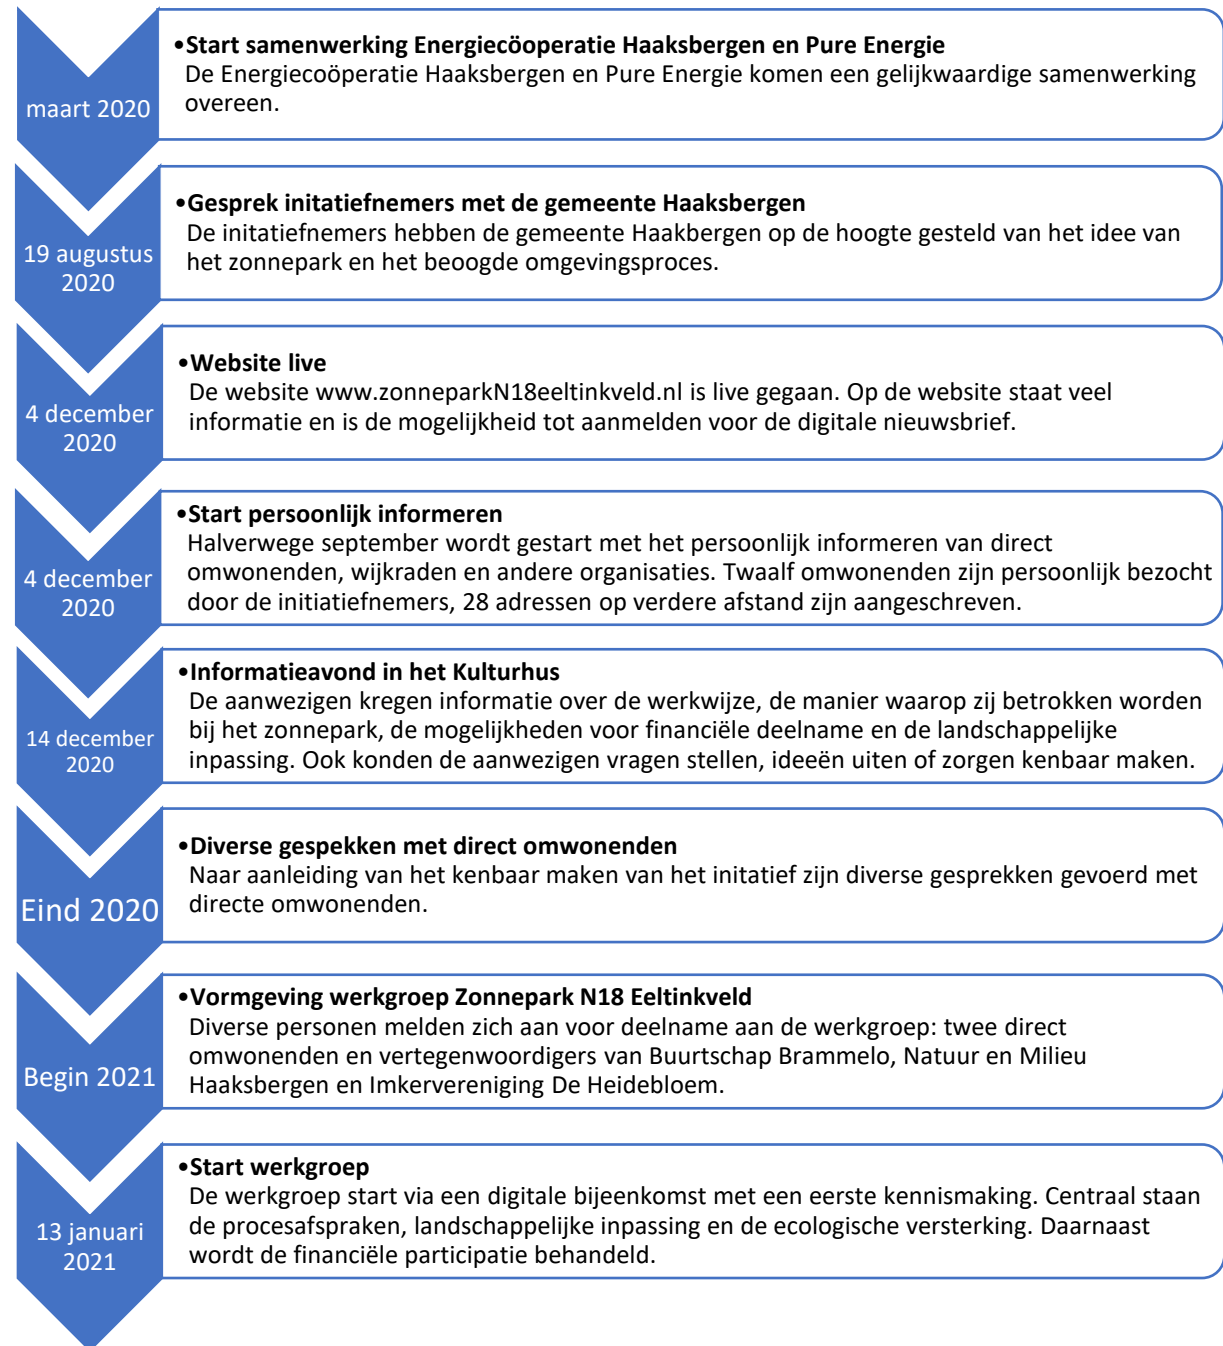 maart 2020
•Start samenwerking Energiecöoperatie Haaksbergen en Pure Energie
De Energiecoöperatie Haaksbergen en Pure Energie komen een gelijkwaardige samenwerking
overeen.
19 augustus
2020
•Gesprek initatiefnemers met de gemeente Haaksbergen
De initatiefnemers hebben de gemeente Haakbergen op de hoogte gesteld van het idee van
het zonnepark en het beoogde omgevingsproces.
4 december
2020
•Website live
De website www.zonneparkN18eeltinkveld.nl is live gegaan. Op de website staat veel
informatie en is de mogelijkheid tot aanmelden voor de digitale nieuwsbrief.
4 december
2020
•Start persoonlijk informeren
Halverwege september wordt gestart met het persoonlijk informeren van direct
omwonenden, wijkraden en andere organisaties. Twaalf omwonenden zijn persoonlijk bezocht
door de initiatiefnemers, 28 adressen op verdere afstand zijn aangeschreven.
14 december
2020
•Informatieavond in het Kulturhus
De aanwezigen kregen informatie over de werkwijze, de manier waarop zij betrokken worden
bij het zonnepark, de mogelijkheden voor financiële deelname en de landschappelijke
inpassing. Ook konden de aanwezigen vragen stellen, ideeën uiten of zorgen kenbaar maken.
Eind 2020
•Diverse gespekken met direct omwonenden
Naar aanleiding van het kenbaar maken van het initatief zijn diverse gesprekken gevoerd met
directe omwonenden.
Begin 2021
•Vormgeving werkgroep Zonnepark N18 Eeltinkveld
Diverse personen melden zich aan voor deelname aan de werkgroep: twee direct
omwonenden en vertegenwoordigers van Buurtschap Brammelo, Natuur en Milieu
Haaksbergen en Imkervereniging De Heidebloem.
13 januari
2021
•Start werkgroep
De werkgroep start via een digitale bijeenkomst met een eerste kennismaking. Centraal staan
de procesafspraken, landschappelijke inpassing en de ecologische versterking. Daarnaast
wordt de financiële participatie behandeld.